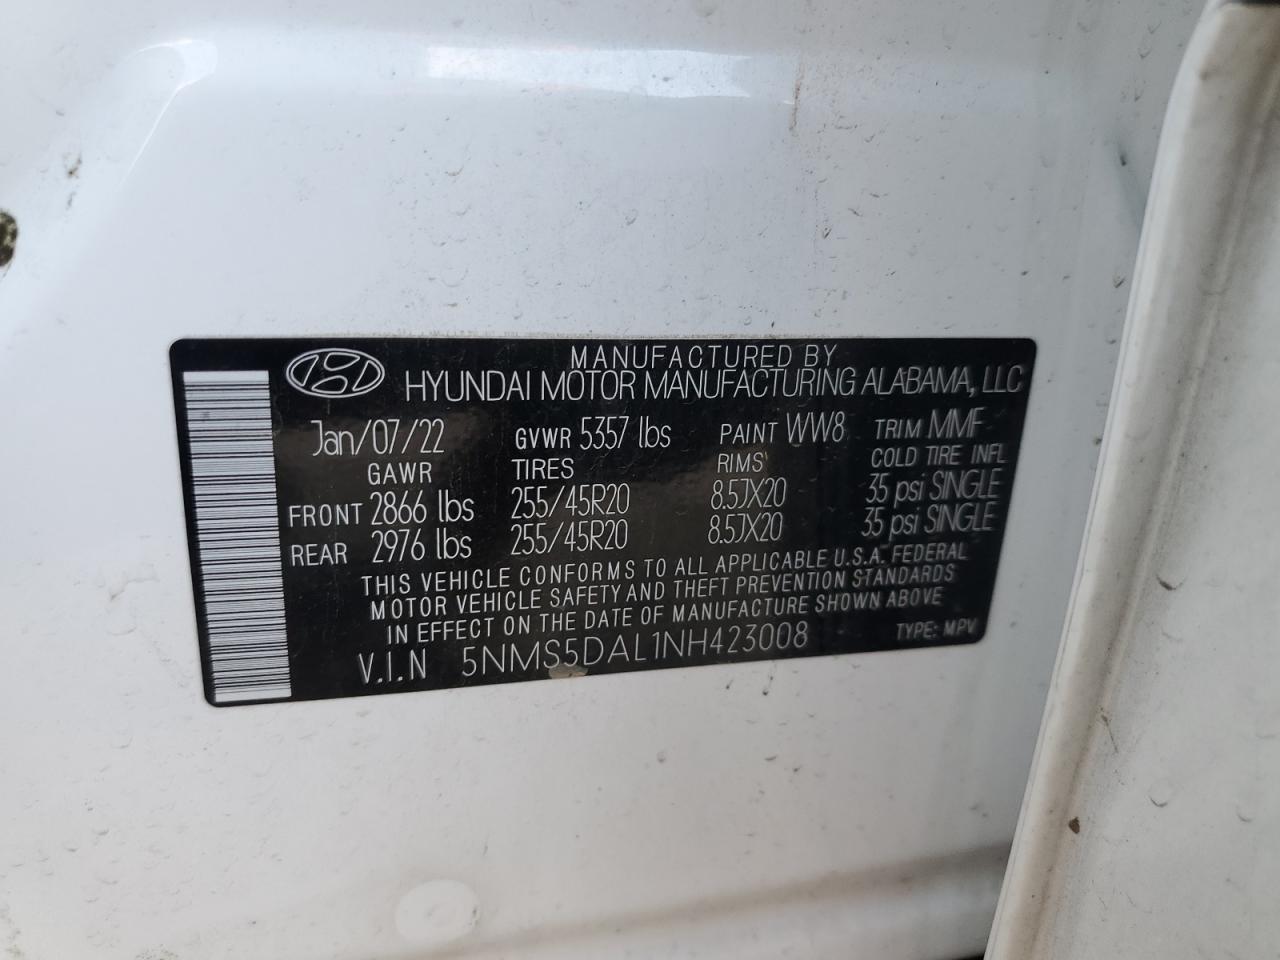 MANUFACTURED BY
HYUNDAI MOTOR MANUFACTURING ALABAMA, LLC
Jan/07/22 GVWR 5357 lbs PAINT WW8 TRIM MMF
GAWR TIRES RIMS COLD TIRE INFL
FRONT 2866 lbs 255/45R20 8.5JX20 35 psi SINGLE
REAR 2976 lbs 255/45R20 8.5JX20 35 psi SINGLE
THIS VEHICLE CONFORMS TO ALL APPLICABLE U.S.A. FEDERAL
MOTOR VEHICLE SAFETY AND THEFT PREVENTION STANDARDS
IN EFFECT ON THE DATE OF MANUFACTURE SHOWN ABOVE
V.I.N 5NMS5DAL1NH423008 TYPE: MPV